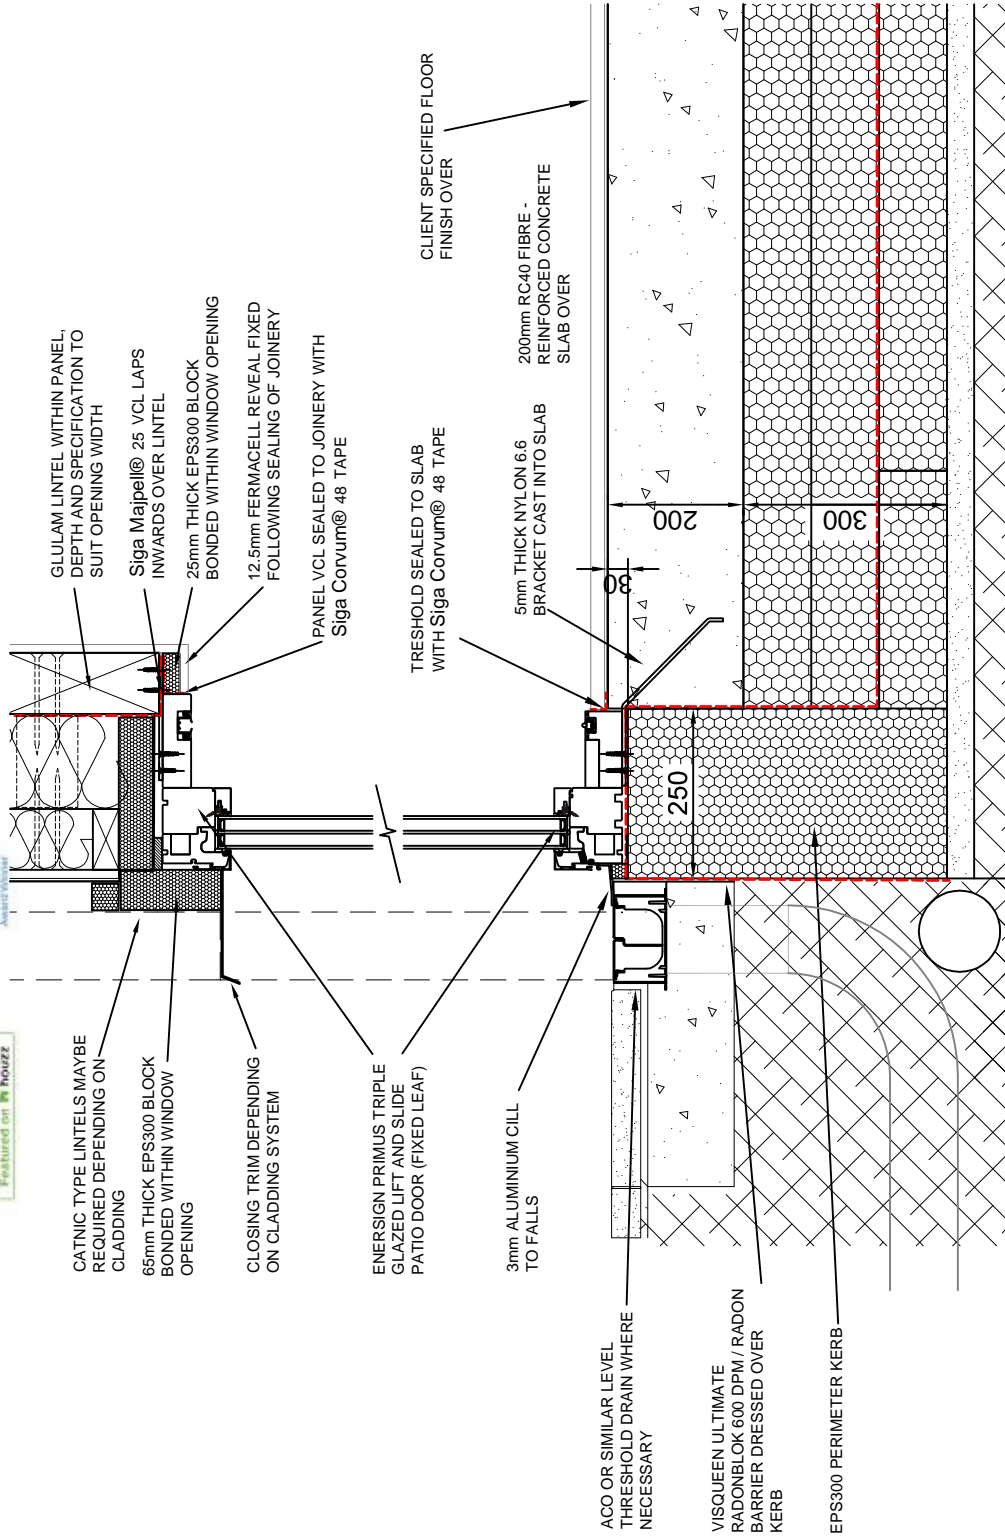 Award Winner
Featured on houzz
GLULAM LINTEL WITHIN PANEL,
DEPTH AND SPECIFICATION TO
SUIT OPENING WIDTH
Siga Majpell® 25 VCL LAPS
INWARDS OVER LINTEL
25mm THICK EPS300 BLOCK
BONDED WITHIN WINDOW OPENING
12.5mm FERMACELL REVEAL FIXED
FOLLOWING SEALING OF JOINERY
PANEL VCL SEALED TO JOINERY WITH
Siga Corvum® 48 TAPE
TRESHOLD SEALED TO SLAB
WITH Siga Corvum® 48 TAPE
CLIENT SPECIFIED FLOOR
FINISH OVER
200mm RC40 FIBRE -
REINFORCED CONCRETE
SLAB OVER
5mm THICK NYLON 6.6
BRACKET CAST INTO SLAB
30
200
300
250
CATNIC TYPE LINTELS MAYBE
REQUIRED DEPENDING ON
CLADDING
65mm THICK EPS300 BLOCK
BONDED WITHIN WINDOW
OPENING
CLOSING TRIM DEPENDING
ON CLADDING SYSTEM
ENERSIGN PRIMUS TRIPLE
GLAZED LIFT AND SLIDE
PATIO DOOR (FIXED LEAF)
3mm ALUMINIUM CILL
TO FALLS
ACO OR SIMILAR LEVEL
THRESHOLD DRAIN WHERE
NECESSARY
VISQUEEN ULTIMATE
RADONBLOK 600 DPM / RADON
BARRIER DRESSED OVER
KERB
EPS300 PERIMETER KERB